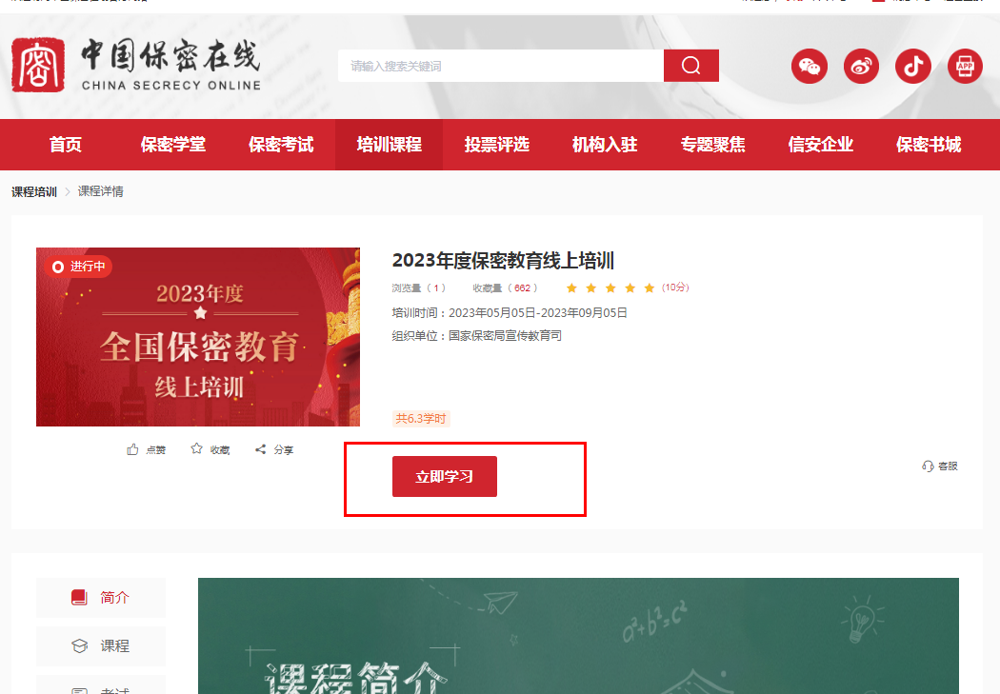 中国保密在线
CHINA SECRECY ONLINE
请输入搜索关键词
APP
首页 保密学堂 保密考试 培训课程 投票评选 机构入驻 专题聚焦 信安企业 保密书城
课程培训 > 课程详情
进行中
2023年度
全国保密教育
线上培训
2023年度保密教育线上培训
浏览量（1） 收藏量（662） (10分)
培训时间：2023年05月05日-2023年09月05日
组织单位：国家保密局宣传教育司
共6.3学时
点赞 收藏 分享
立即学习
客服
简介
课程
考试
课程简介
a²+b²=c²